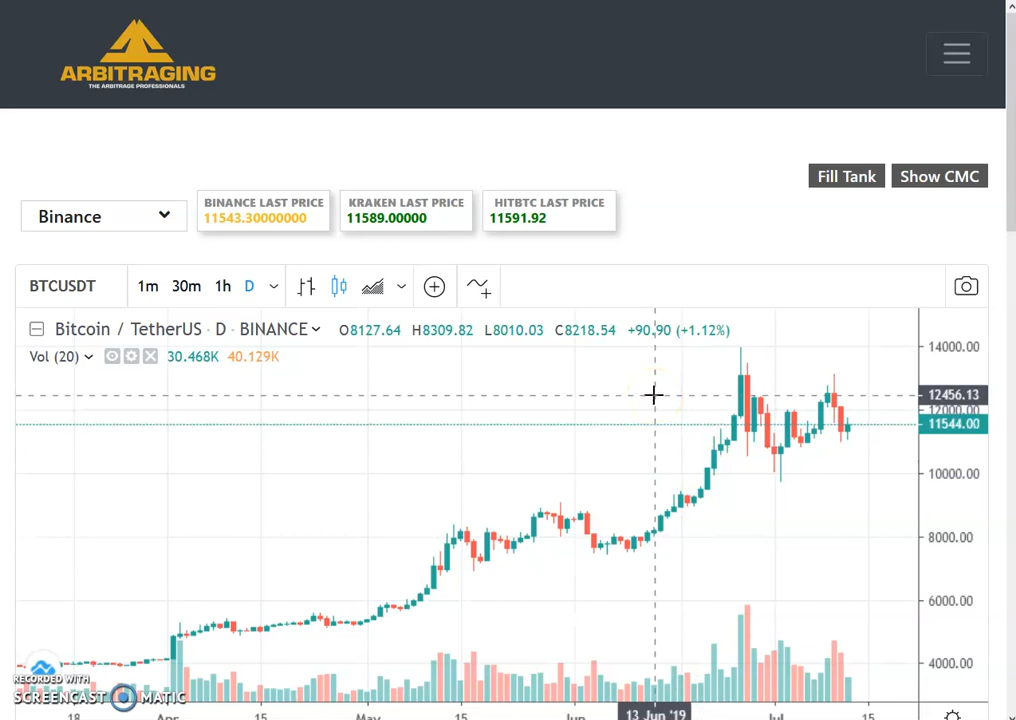 ARBITRAGING
THE ARBITRAGE PROFESSIONALS
Fill Tank
Show CMC
Binance
BINANCE LAST PRICE
11543.30000000
KRAKEN LAST PRICE
11589.00000
HITBTC LAST PRICE
11591.92
BTCUSDT 1m 30m 1h D
Bitcoin / TetherUS · D · BINANCE O8127.64 H8309.82 L8010.03 C8218.54 +90.90 (+1.12%)
Vol (20) 30.468K 40.129K
14000.00
12456.13
12000.00
11544.00
10000.00
8000.00
6000.00
4000.00
RECORDED WITH
SCREENCAST MATIC
18 Apr 15 May 15 Jun 13 Jun '19 Jul 15